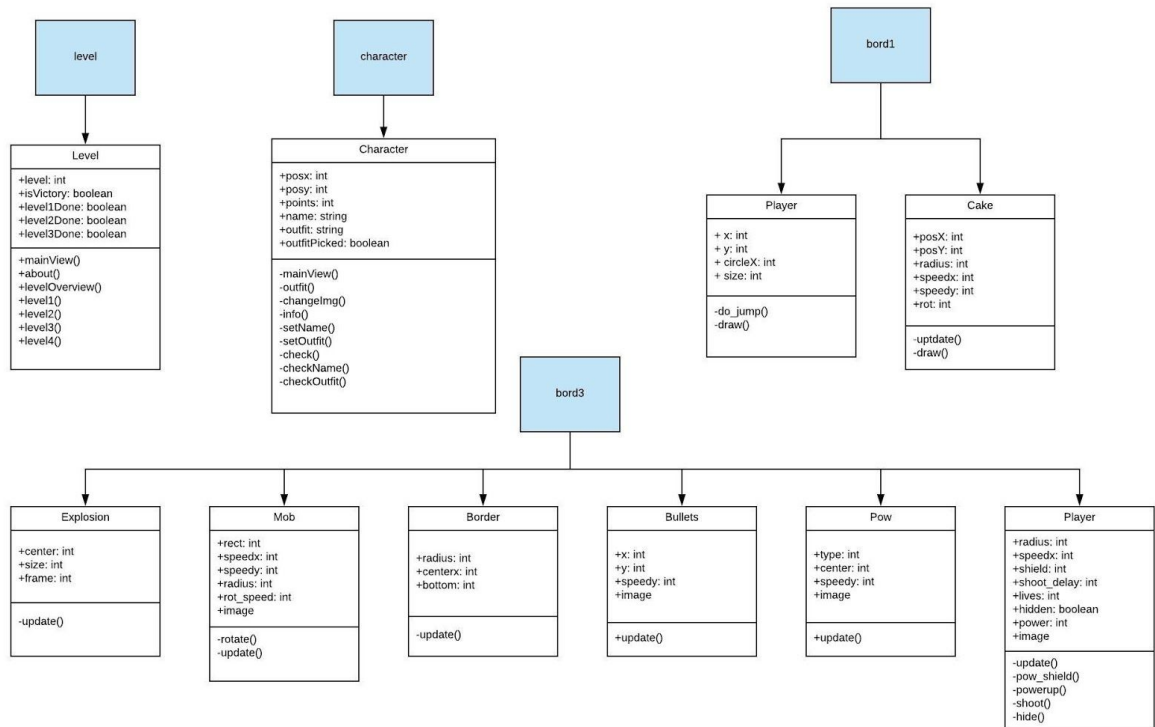 level
character
bord1
Level
+level: int
+isVictory: boolean
+level1Done: boolean
+level2Done: boolean
+level3Done: boolean
+mainView()
+about()
+levelOverview()
+level1()
+level2()
+level3()
+level4()
Character
+posx: int
+posy: int
+points: int
+name: string
+outfit: string
+outfitPicked: boolean
-mainView()
-outfit()
-changeImg()
-info()
-setName()
-setOutfit()
-check()
-checkName()
-checkOutfit()
Player
+ x: int
+ y: int
+ circleX: int
+ size: int
-do_jump()
-draw()
Cake
+posX: int
+posY: int
+radius: int
+speedx: int
+speedy: int
+rot: int
-uptdate()
-draw()
bord3
Explosion
+center: int
+size: int
+frame: int
-update()
Mob
+rect: int
+speedx: int
+speedy: int
+radius: int
+rot_speed: int
+image
-rotate()
-update()
Border
+radius: int
+centerx: int
+bottom: int
-update()
Bullets
+x: int
+y: int
+speedy: int
+image
+update()
Pow
+type: int
+center: int
+speedy: int
+image
+update()
Player
+radius: int
+speedx: int
+shield: int
+shoot_delay: int
+lives: int
+hidden: boolean
+power: int
+image
-update()
-pow_shield()
-powerup()
-shoot()
-hide()